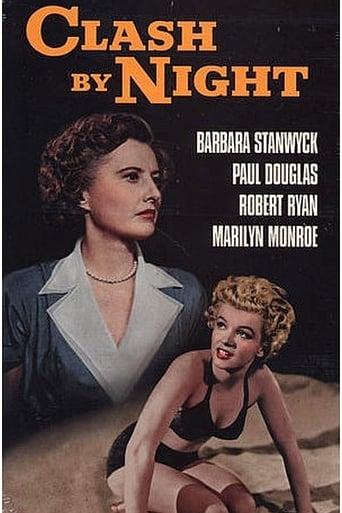 CLASH
BY NIGHT
BARBARA STANWYCK
PAUL DOUGLAS
ROBERT RYAN
MARILYN MONROE